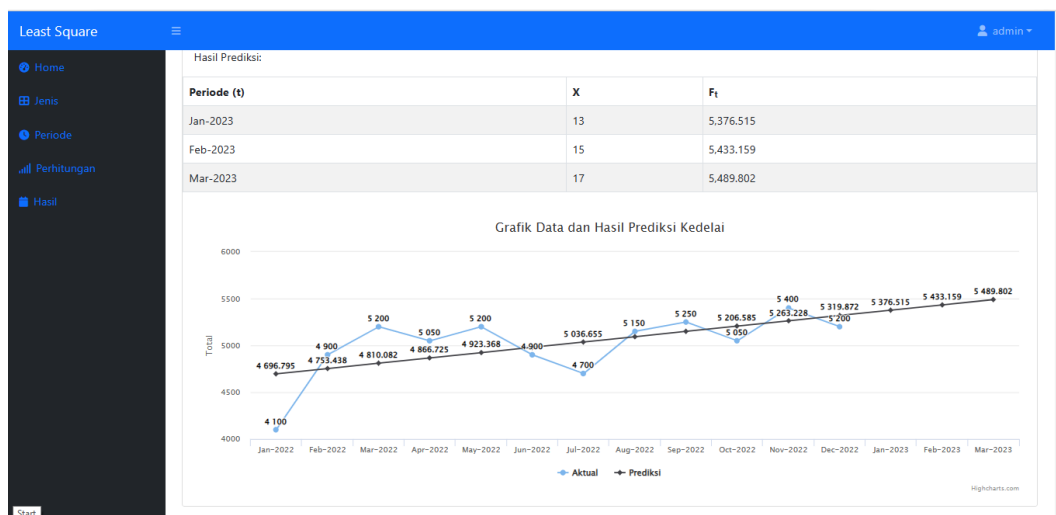 Least Square
admin
Home
Jenis
Periode
Perhitungan
Hasil
Hasil Prediksi:
Periode (t) X Ft
Jan-2023 13 5,376.515
Feb-2023 15 5,433.159
Mar-2023 17 5,489.802
Grafik Data dan Hasil Prediksi Kedelai
Total
6000
5500
5000
4500
4000
4 100
4 900
5 200
5 050
5 200
4 900
4 700
5 150
5 250
5 050
5 400
5 200
4 696.795
4 753.438
4 810.082
4 866.725
4 923.368
5 036.655
5 206.585
5 263.228
5 319.872
5 376.515
5 433.159
5 489.802
Jan-2022 Feb-2022 Mar-2022 Apr-2022 May-2022 Jun-2022 Jul-2022 Aug-2022 Sep-2022 Oct-2022 Nov-2022 Dec-2022 Jan-2023 Feb-2023 Mar-2023
Aktual Prediksi
Highcharts.com
Start